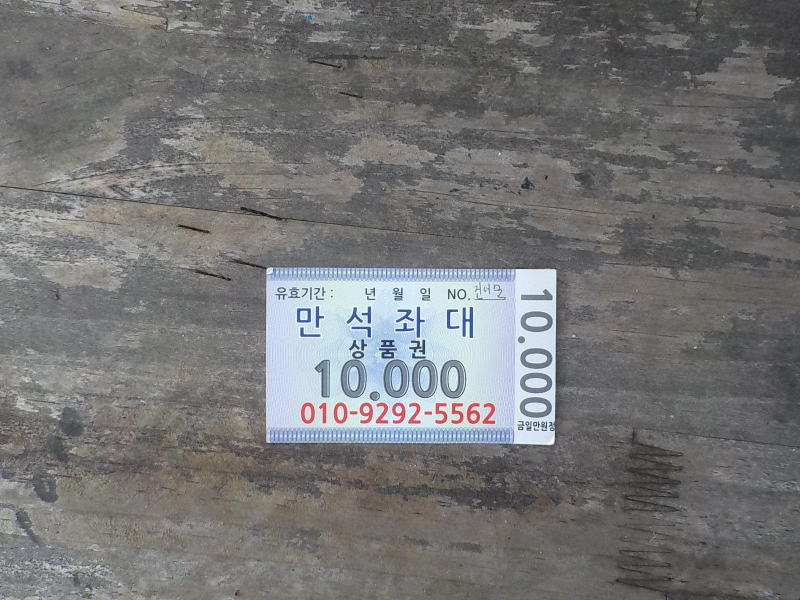 유효기간 : 년 월 일 NO.
만석좌대
상품권
10.000
010-9292-5562
10.000
금일만원정